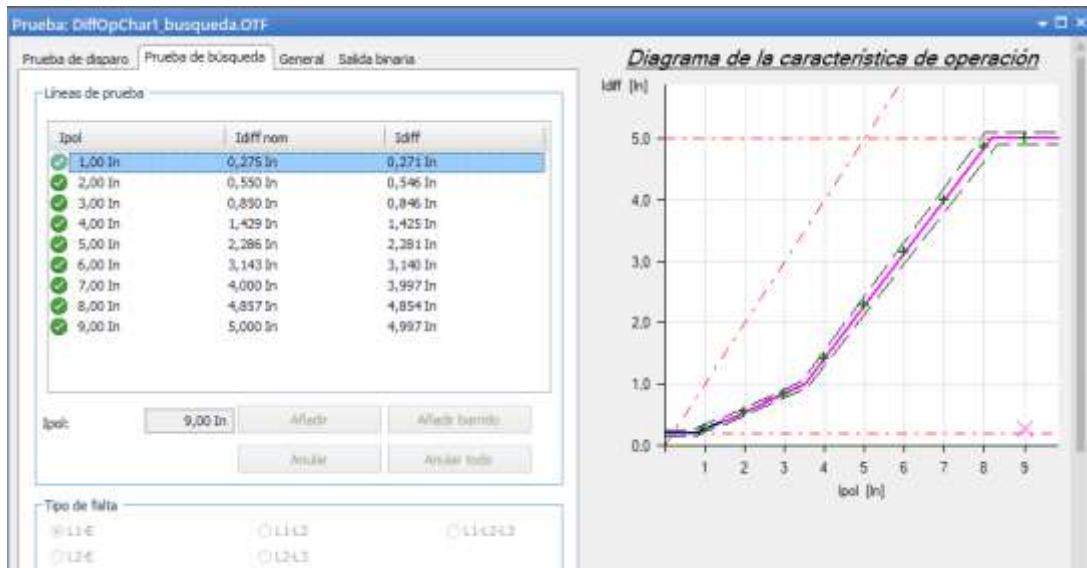 Prueba: DiffOpChar1_busqueda.OTF
Prueba de disparo Prueba de búsqueda General Salida binaria
Líneas de prueba
Ipol Idiff nom Idiff
1,00 In 0,275 In 0,271 In
2,00 In 0,550 In 0,546 In
3,00 In 0,850 In 0,846 In
4,00 In 1,429 In 1,425 In
5,00 In 2,286 In 2,281 In
6,00 In 3,143 In 3,140 In
7,00 In 4,000 In 3,997 In
8,00 In 4,857 In 4,854 In
9,00 In 5,000 In 4,997 In
Ipol: 9,00 In Añadir Añadir barrido
Anular Anular todo
Tipo de falta
L1-E L1-L2 L1-L2-L3
L2-E L2-L3
Diagrama de la característica de operación
Idiff [In]
5.0
4.0
3.0
2.0
1.0
0.0
1 2 3 4 5 6 7 8 9
Ipol [In]